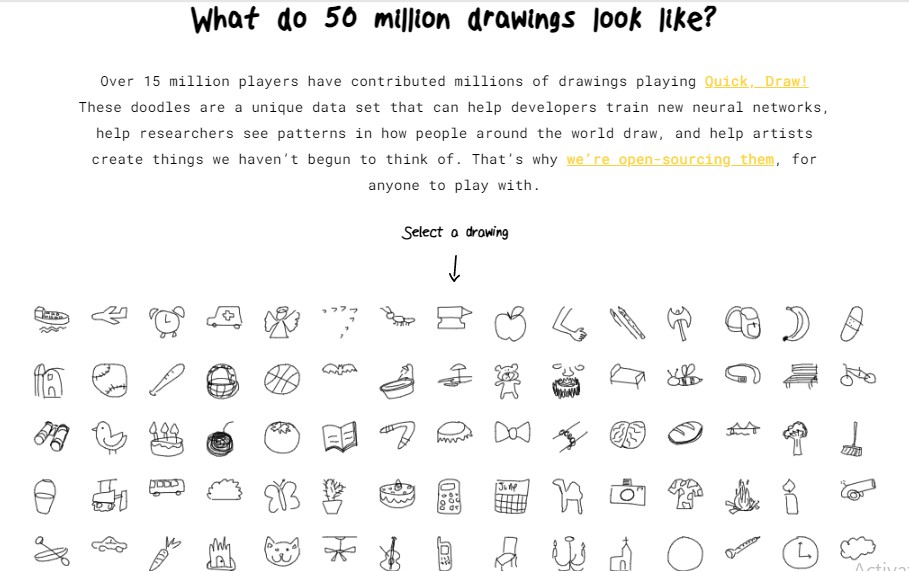 What do 50 million drawings look like?
Over 15 million players have contributed millions of drawings playing Quick, Draw!
These doodles are a unique data set that can help developers train new neural networks,
help researchers see patterns in how people around the world draw, and help artists
create things we haven't begun to think of. That's why we're open-sourcing them, for
anyone to play with.
Select a drawing